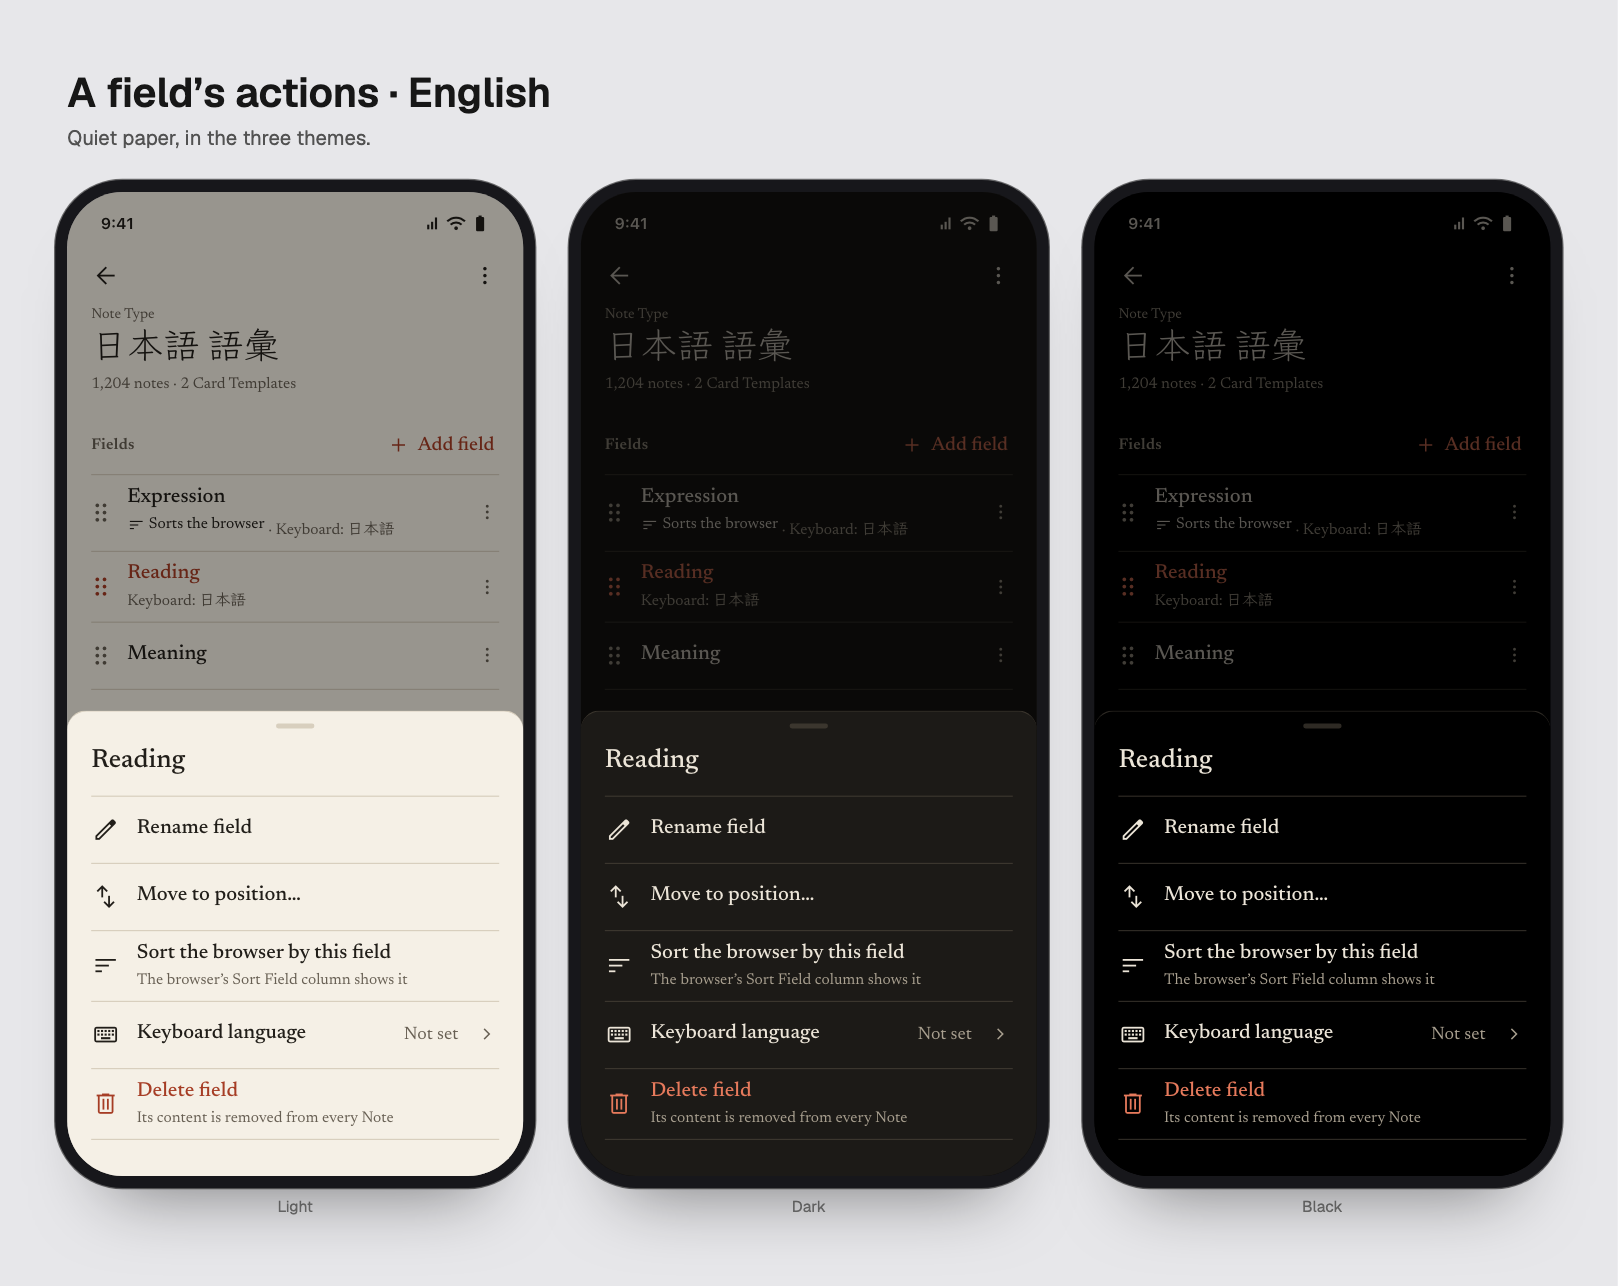 A field’s actions · English
Quiet paper, in the three themes.
9:41
Note Type
日本語 語彙
1,204 notes · 2 Card Templates
Fields
+ Add field
Expression
Sorts the browser · Keyboard: 日本語
Reading
Keyboard: 日本語
Meaning
Reading
Rename field
Move to position...
Sort the browser by this field
The browser’s Sort Field column shows it
Keyboard language Not set
Delete field
Its content is removed from every Note
Light
9:41
Note Type
日本語 語彙
1,204 notes · 2 Card Templates
Fields
+ Add field
Expression
Sorts the browser · Keyboard: 日本語
Reading
Keyboard: 日本語
Meaning
Reading
Rename field
Move to position...
Sort the browser by this field
The browser’s Sort Field column shows it
Keyboard language Not set
Delete field
Its content is removed from every Note
Dark
9:41
Note Type
日本語 語彙
1,204 notes · 2 Card Templates
Fields
+ Add field
Expression
Sorts the browser · Keyboard: 日本語
Reading
Keyboard: 日本語
Meaning
Reading
Rename field
Move to position...
Sort the browser by this field
The browser’s Sort Field column shows it
Keyboard language Not set
Delete field
Its content is removed from every Note
Black